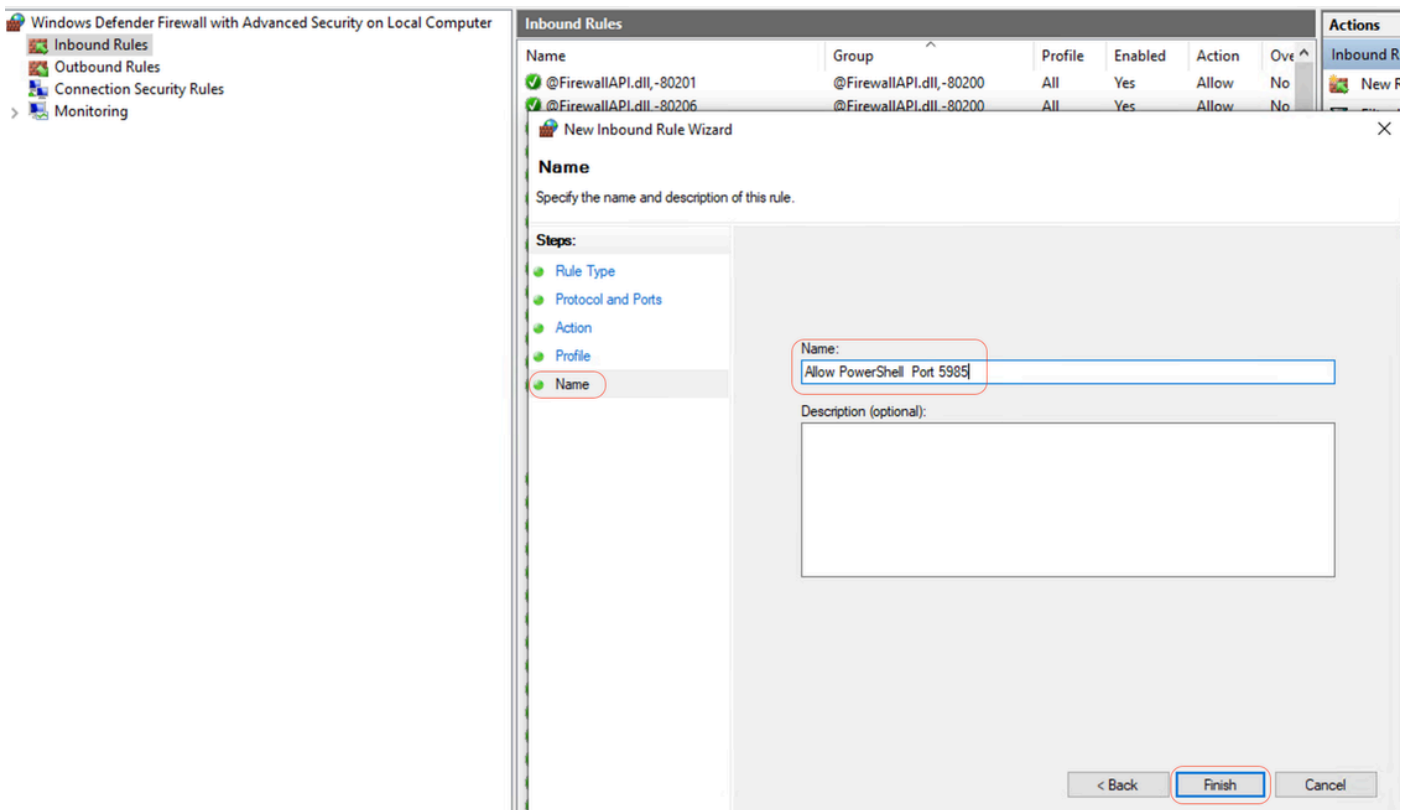 Windows Defender Firewall with Advanced Security on Local Computer
Inbound Rules
Outbound Rules
Connection Security Rules
Monitoring
Inbound Rules
Name Group Profile Enabled Action Ove
@FirewallAPI.dll,-80201 @FirewallAPI.dll,-80200 All Yes Allow No
@FirewallAPI.dll,-80206 @FirewallAPI.dll,-80200 All Yes Allow No
Actions
Inbound R
New R
New Inbound Rule Wizard
Name
Specify the name and description of this rule.
Steps:
Rule Type
Protocol and Ports
Action
Profile
Name
Name:
Allow PowerShell  Port 5985
Description (optional):
< Back Finish Cancel